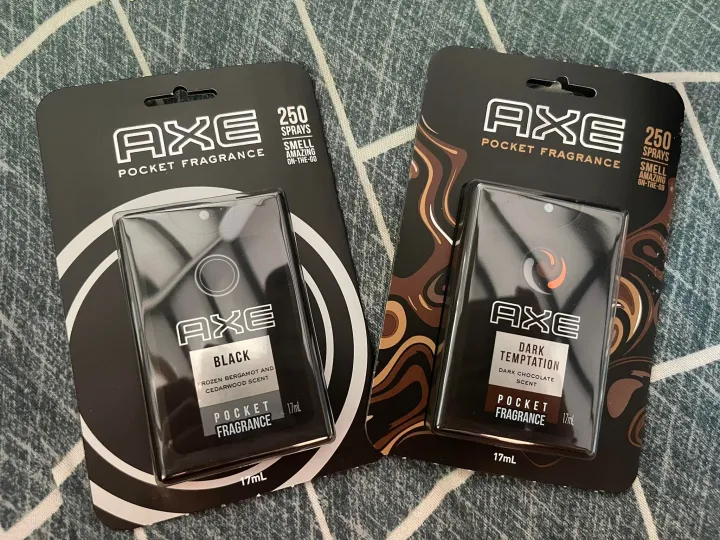 AXE
POCKET FRAGRANCE
250
SPRAYS
SMELL
AMAZING
ON-THE-GO
AXE
BLACK
FROZEN BERGAMOT AND
CEDARWOOD SCENT
POCKET
FRAGRANCE
17mL
17mL
AXE
POCKET FRAGRANCE
250
SPRAYS
SMELL
AMAZING
ON-THE-GO
AXE
DARK
TEMPTATION
DARK CHOCOLATE
SCENT
POCKET
FRAGRANCE
17mL
17mL